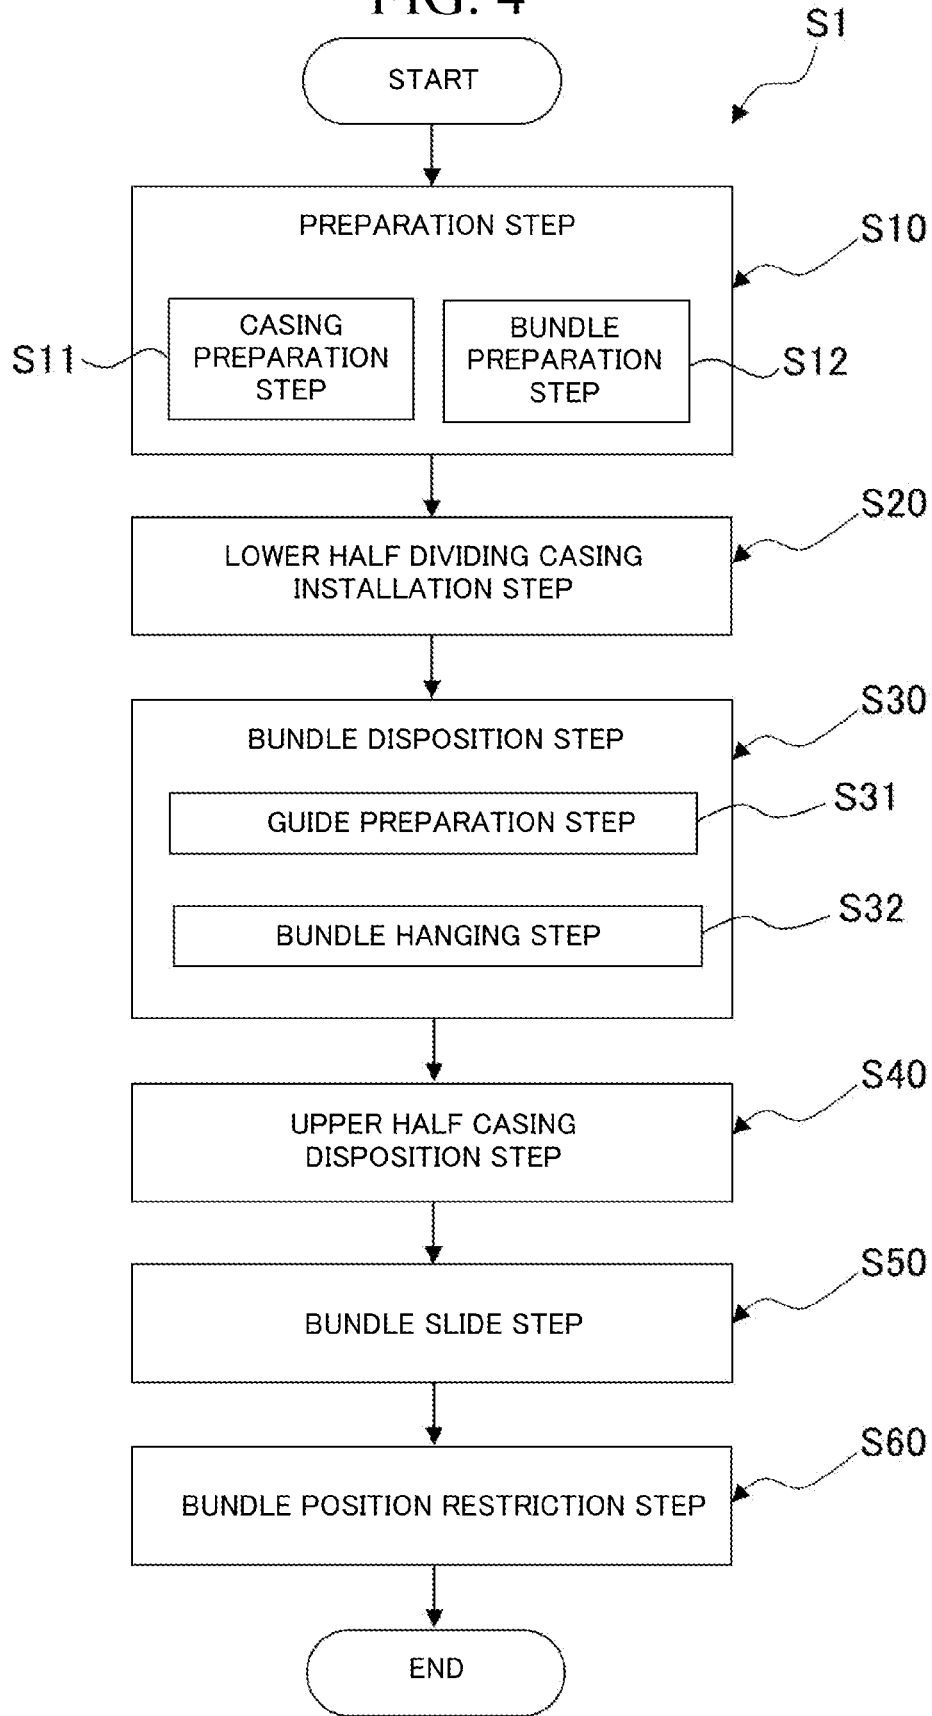 FIG. 4
S1
START
PREPARATION STEP
S10
CASING
PREPARATION
STEP
S11
BUNDLE
PREPARATION
STEP
S12
S20
LOWER HALF DIVIDING CASING
INSTALLATION STEP
S30
BUNDLE DISPOSITION STEP
S31
GUIDE PREPARATION STEP
S32
BUNDLE HANGING STEP
S40
UPPER HALF CASING
DISPOSITION STEP
S50
BUNDLE SLIDE STEP
S60
BUNDLE POSITION RESTRICTION STEP
END